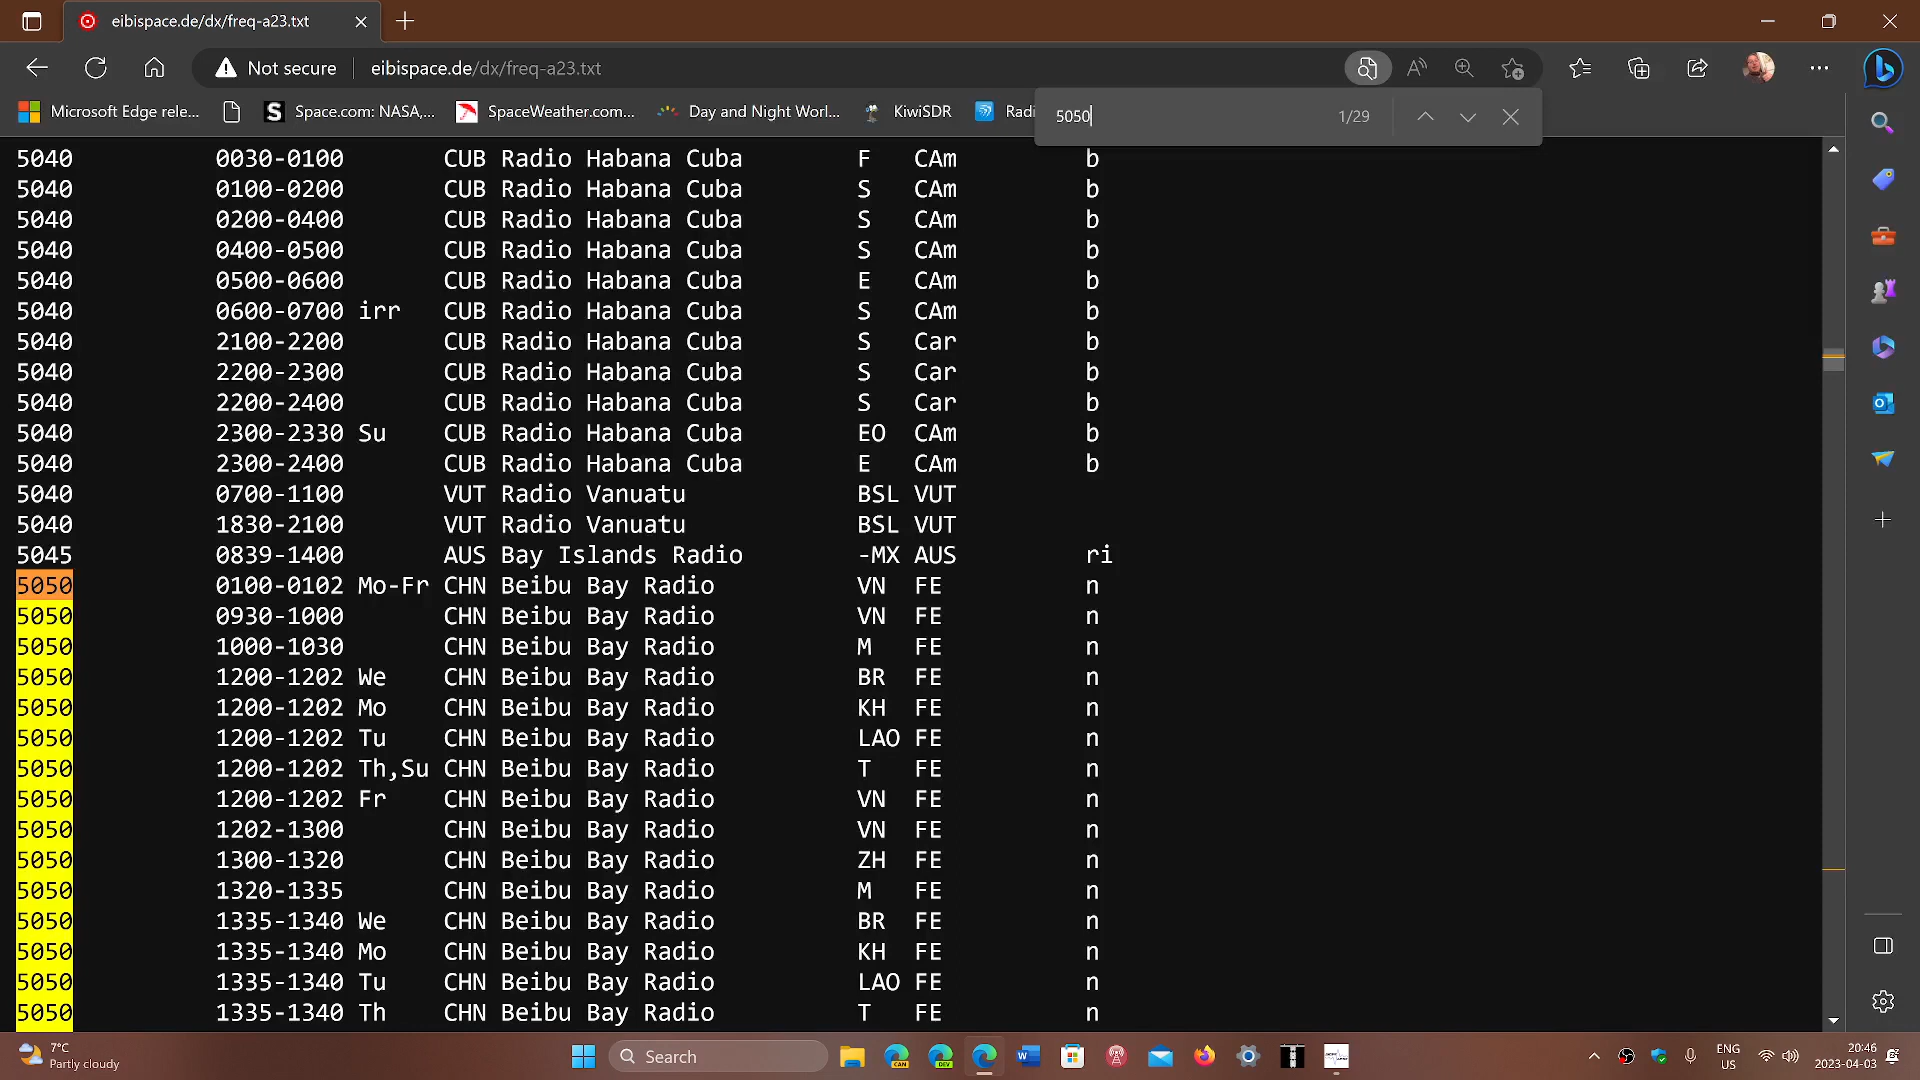 eibispace.de/dx/freq-a23.txt
Not secure eibispace.de/dx/freq-a23.txt
Microsoft Edge rele... Space.com: NASA,... SpaceWeather.com... Day and Night Worl... KiwiSDR Radi
5050 1/29
5040 0030-0100 CUB Radio Habana Cuba F CAm b
5040 0100-0200 CUB Radio Habana Cuba S CAm b
5040 0200-0400 CUB Radio Habana Cuba S CAm b
5040 0400-0500 CUB Radio Habana Cuba S CAm b
5040 0500-0600 CUB Radio Habana Cuba E CAm b
5040 0600-0700 irr CUB Radio Habana Cuba S CAm b
5040 2100-2200 CUB Radio Habana Cuba S Car b
5040 2200-2300 CUB Radio Habana Cuba S Car b
5040 2200-2400 CUB Radio Habana Cuba S Car b
5040 2300-2330 Su CUB Radio Habana Cuba EO CAm b
5040 2300-2400 CUB Radio Habana Cuba E CAm b
5040 0700-1100 VUT Radio Vanuatu BSL VUT
5040 1830-2100 VUT Radio Vanuatu BSL VUT
5045 0839-1400 AUS Bay Islands Radio -MX AUS ri
5050 0100-0102 Mo-Fr CHN Beibu Bay Radio VN FE n
5050 0930-1000 CHN Beibu Bay Radio VN FE n
5050 1000-1030 CHN Beibu Bay Radio M FE n
5050 1200-1202 We CHN Beibu Bay Radio BR FE n
5050 1200-1202 Mo CHN Beibu Bay Radio KH FE n
5050 1200-1202 Tu CHN Beibu Bay Radio LAO FE n
5050 1200-1202 Th,Su CHN Beibu Bay Radio T FE n
5050 1200-1202 Fr CHN Beibu Bay Radio VN FE n
5050 1202-1300 CHN Beibu Bay Radio VN FE n
5050 1300-1320 CHN Beibu Bay Radio ZH FE n
5050 1320-1335 CHN Beibu Bay Radio M FE n
5050 1335-1340 We CHN Beibu Bay Radio BR FE n
5050 1335-1340 Mo CHN Beibu Bay Radio KH FE n
5050 1335-1340 Tu CHN Beibu Bay Radio LAO FE n
5050 1335-1340 Th CHN Beibu Bay Radio T FE n
7°C
Partly cloudy
Search
CAN
DEV
ENG
US
20:46
2023-04-03